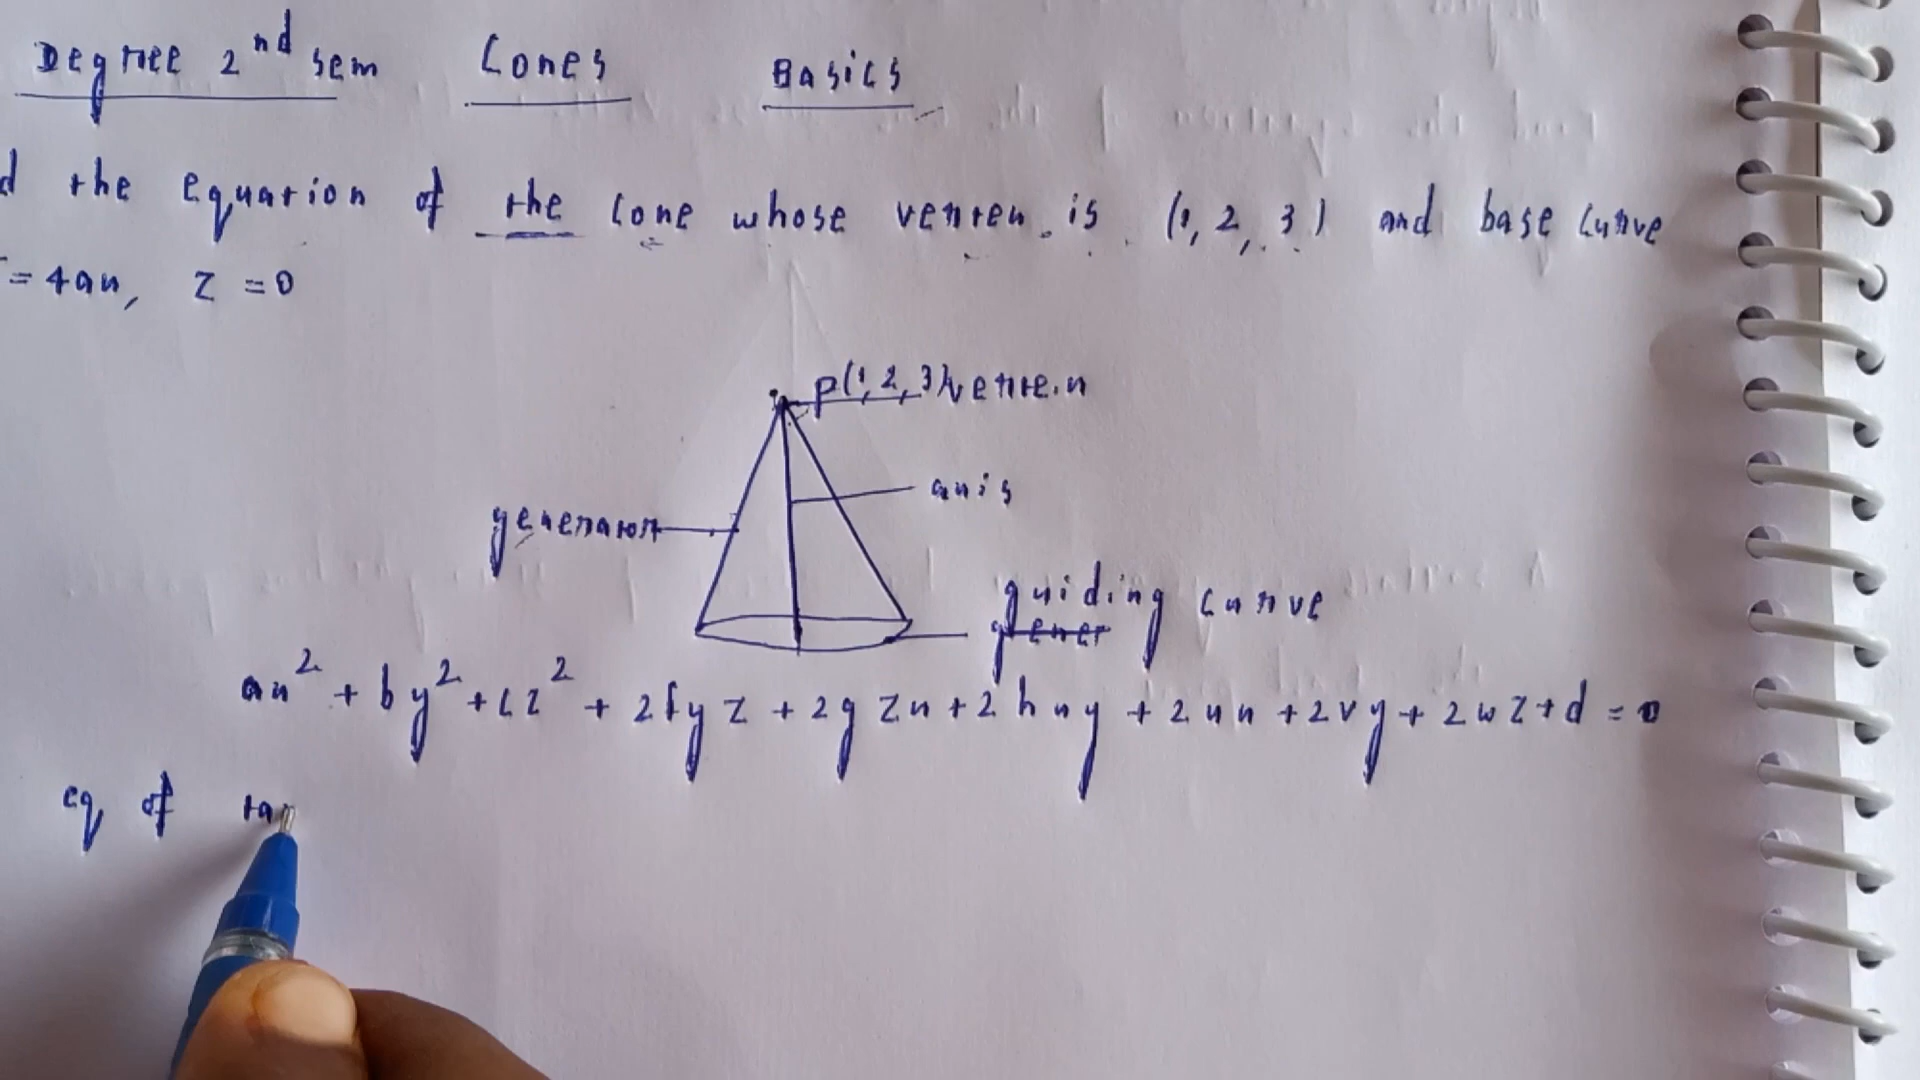 Degree 2nd sem Cones Basics
d the equation of the cone whose vertex is (1, 2, 3) and base curve
= 4ax, z = 0
P(1, 2, 3) vertex
axis
generator
guiding curve
gener
ax² + by² + cz² + 2fyz + 2gzx + 2hxy + 2ux + 2vy + 2wz + d = 0
eq of ta